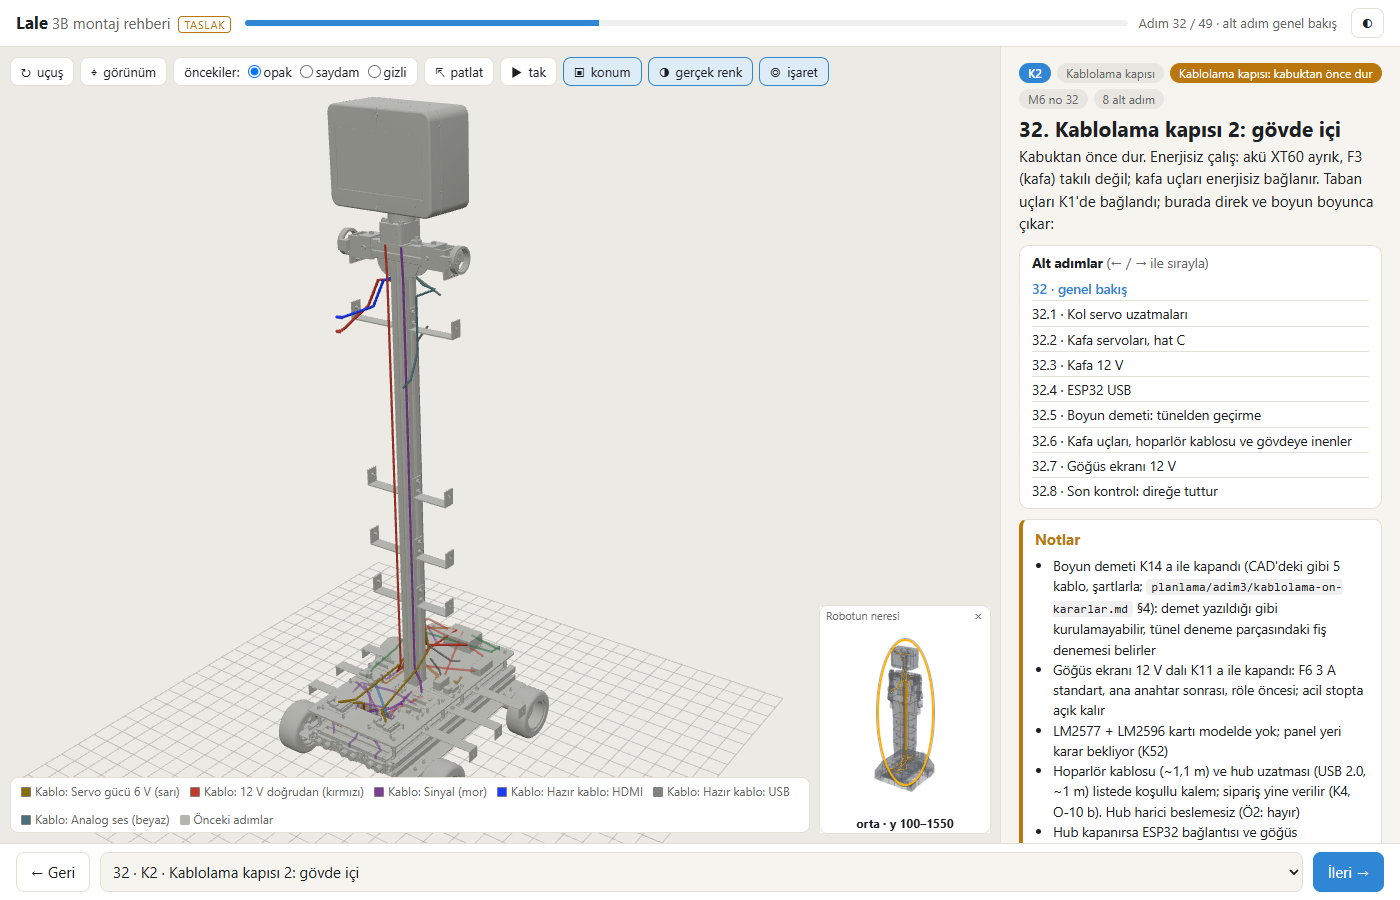 Lale 3B montaj rehberi TASLAK
Adım 32 / 49 · alt adım genel bakış
↻ uçuş
⌖ görünüm
öncekiler: opak saydam gizli
⇱ patlat
▶ tak
▣ konum
◑ gerçek renk
◎ işaret
K2 Kablolama kapısı Kablolama kapısı: kabuktan önce dur
M6 no 32 8 alt adım
32. Kablolama kapısı 2: gövde içi
Kabuktan önce dur. Enerjisiz çalış: akü XT60 ayrık, F3
(kafa) takılı değil; kafa uçları enerjisiz bağlanır. Taban
uçları K1'de bağlandı; burada direk ve boyun boyunca
çıkar:
Alt adımlar (← / → ile sırayla)
32 · genel bakış
32.1 · Kol servo uzatmaları
32.2 · Kafa servoları, hat C
32.3 · Kafa 12 V
32.4 · ESP32 USB
32.5 · Boyun demeti: tünelden geçirme
32.6 · Kafa uçları, hoparlör kablosu ve gövdeye inenler
32.7 · Göğüs ekranı 12 V
32.8 · Son kontrol: direğe tuttur
Notlar
• Boyun demeti K14 a ile kapandı (CAD'deki gibi 5
kablo, şartlarla; planlama/adim3/kablolama-on-
kararlar.md §4): demet yazıldığı gibi
kurulamayabilir, tünel deneme parçasındaki fiş
denemesi belirler
• Göğüs ekranı 12 V dalı K11 a ile kapandı: F6 3 A
standart, ana anahtar sonrası, röle öncesi; acil stopta
açık kalır
• LM2577 + LM2596 kartı modelde yok; panel yeri
karar bekliyor (K52)
• Hoparlör kablosu (~1,1 m) ve hub uzatması (USB 2.0,
~1 m) listede koşullu kalem; sipariş yine verilir (K4,
O-10 b). Hub harici beslemesiz (Ö2: hayır)
• Hub kapanırsa ESP32 bağlantısı ve göğüs
Robotun neresi ×
orta · y 100–1550
Kablo: Servo gücü 6 V (sarı) Kablo: 12 V doğrudan (kırmızı) Kablo: Sinyal (mor) Kablo: Hazır kablo: HDMI Kablo: Hazır kablo: USB
Kablo: Analog ses (beyaz) Önceki adımlar
← Geri
32 · K2 · Kablolama kapısı 2: gövde içi
İleri →